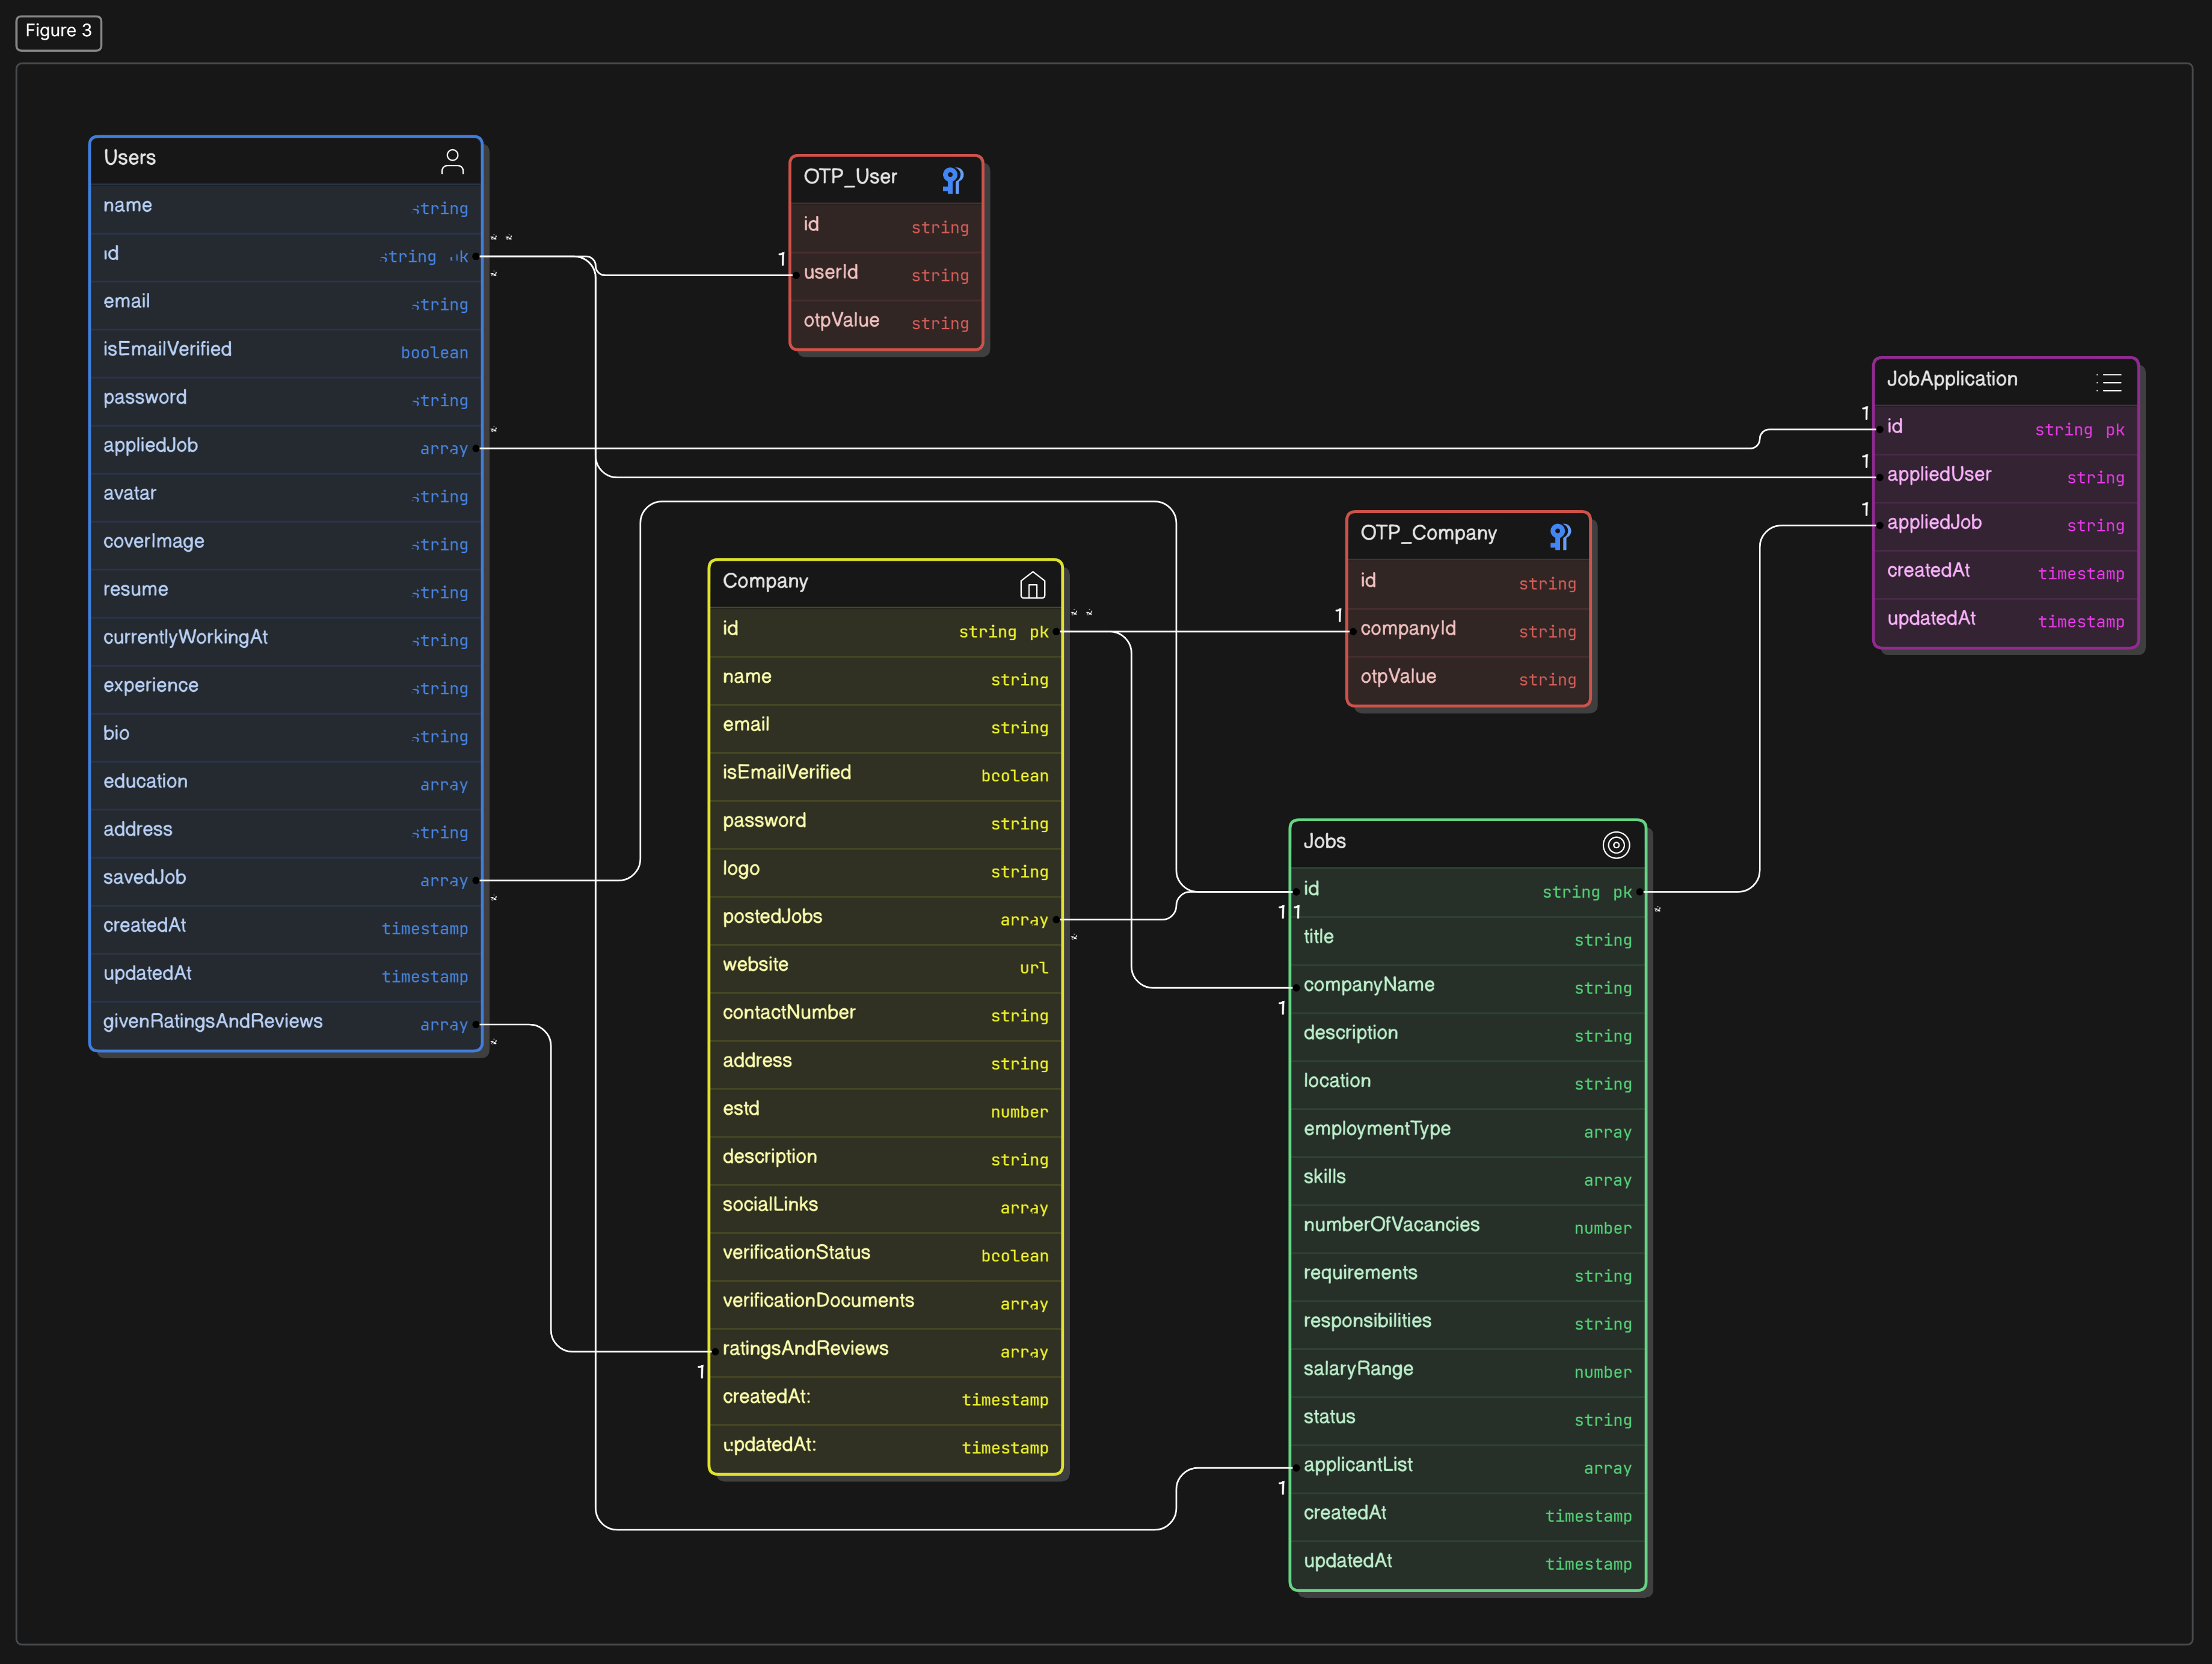 Figure 3
Users
name string
id string pk
email string
isEmailVerified boolean
password string
appliedJob array
avatar string
coverImage string
resume string
currentlyWorkingAt string
experience string
bio string
education array
address string
savedJob array
createdAt timestamp
updatedAt timestamp
givenRatingsAndReviews array
OTP_User
id string
1
userId string
otpValue string
JobApplication
1
id string pk
1
appliedUser string
1
appliedJob string
createdAt timestamp
updatedAt timestamp
OTP_Company
id string
1
companyId string
otpValue string
Company
id string pk
name string
email string
isEmailVerified boolean
password string
logo string
postedJobs array
website url
contactNumber string
address string
estd number
description string
socialLinks array
verificationStatus boolean
verificationDocuments array
ratingsAndReviews array
1
createdAt: timestamp
updatedAt: timestamp
Jobs
id string pk
1 1
title string
companyName string
1
description string
location string
employmentType array
skills array
numberOfVacancies number
requirements string
responsibilities string
salaryRange number
status string
applicantList array
1
createdAt timestamp
updatedAt timestamp